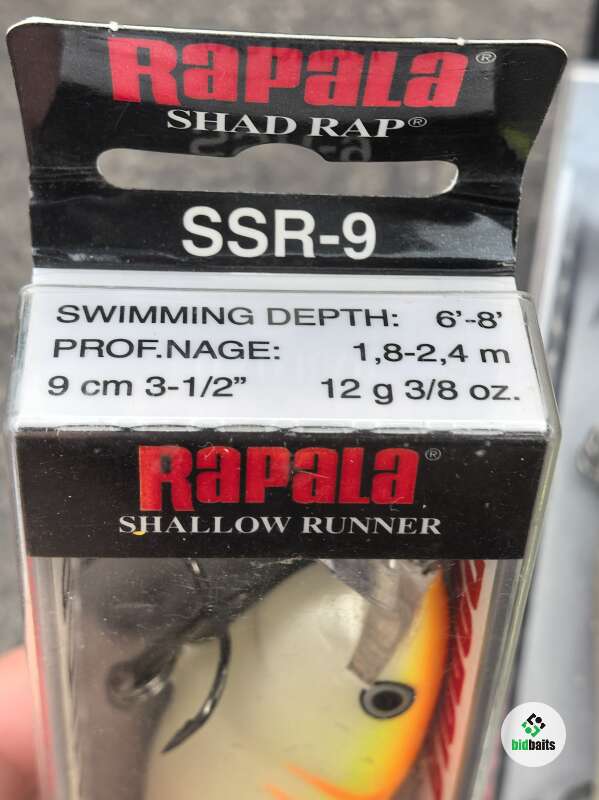 RAPALA®
SHAD RAP®
SSR-9
SWIMMING DEPTH: 6'-8'
PROF.NAGE: 1,8-2,4 m
9 cm 3-1/2" 12 g 3/8 oz.
RAPALA®
SHALLOW RUNNER
bidbaits